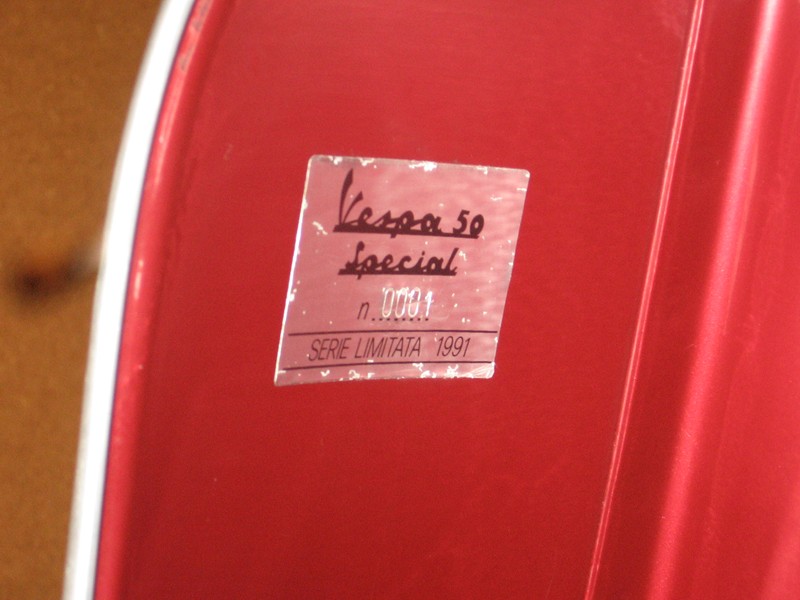 Vespa 50
Special
n. 0001
SERIE LIMITATA 1991